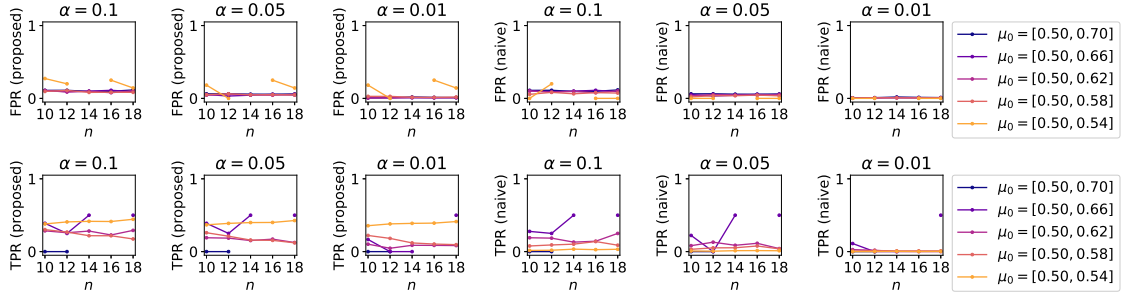 α = 0.1
FPR (proposed)
1
0
10 12 14 16 18
n
α = 0.05
FPR (proposed)
1
0
10 12 14 16 18
n
α = 0.01
FPR (proposed)
1
0
10 12 14 16 18
n
α = 0.1
FPR (naive)
1
0
10 12 14 16 18
n
α = 0.05
FPR (naive)
1
0
10 12 14 16 18
n
α = 0.01
FPR (naive)
1
0
10 12 14 16 18
n
μ0 = [0.50, 0.70]
μ0 = [0.50, 0.66]
μ0 = [0.50, 0.62]
μ0 = [0.50, 0.58]
μ0 = [0.50, 0.54]
α = 0.1
TPR (proposed)
1
0
10 12 14 16 18
n
α = 0.05
TPR (proposed)
1
0
10 12 14 16 18
n
α = 0.01
TPR (proposed)
1
0
10 12 14 16 18
n
α = 0.1
TPR (naive)
1
0
10 12 14 16 18
n
α = 0.05
TPR (naive)
1
0
10 12 14 16 18
n
α = 0.01
TPR (naive)
1
0
10 12 14 16 18
n
μ0 = [0.50, 0.70]
μ0 = [0.50, 0.66]
μ0 = [0.50, 0.62]
μ0 = [0.50, 0.58]
μ0 = [0.50, 0.54]